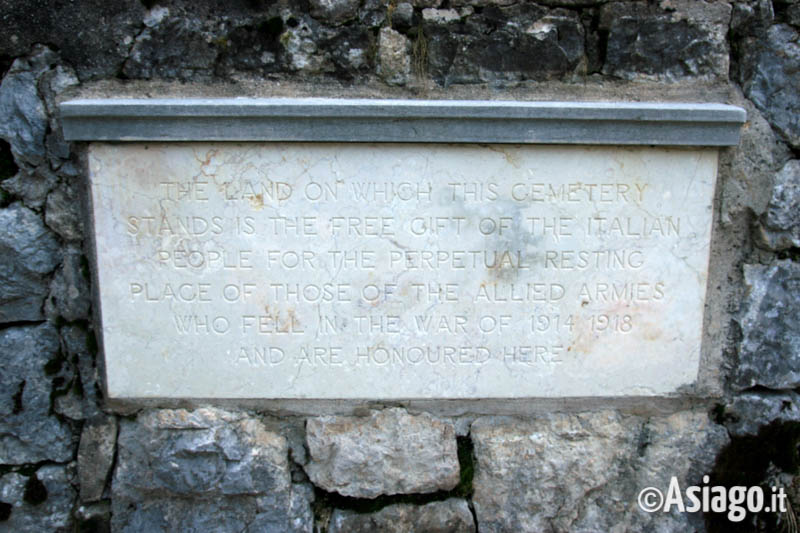 THE LAND ON WHICH THIS CEMETERY
STANDS IS THE FREE GIFT OF THE ITALIAN
PEOPLE FOR THE PERPETUAL RESTING
PLACE OF THOSE OF THE ALLIED ARMIES
WHO FELL IN THE WAR OF 1914 1918
AND ARE HONOURED HERE
©Asiago.it